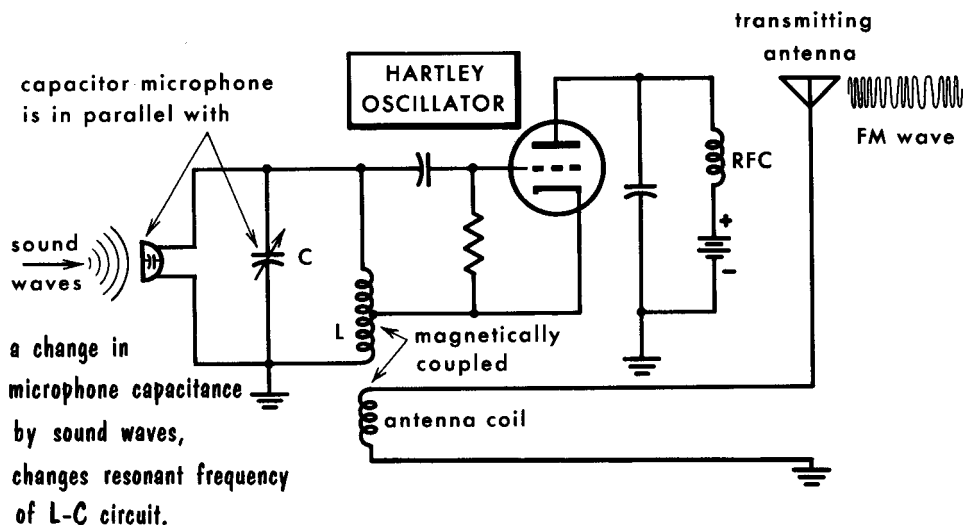 transmitting
antenna
capacitor microphone
is in parallel with
HARTLEY
OSCILLATOR
FM wave
RFC
+
-
sound
waves
C
L
magnetically
coupled
antenna coil
a change in
microphone capacitance
by sound waves,
changes resonant frequency
of L-C circuit.